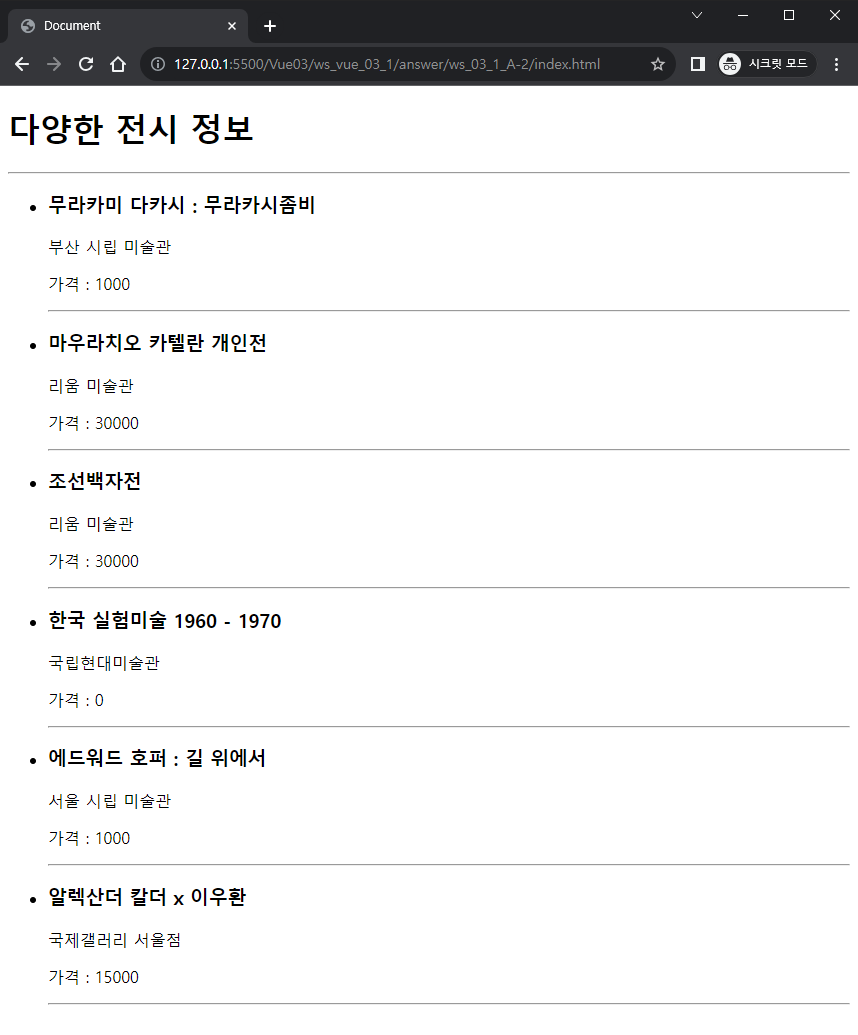 Document
127.0.0.1:5500/Vue03/ws_vue_03_1/answer/ws_03_1_A-2/index.html
시크릿 모드
다양한 전시 정보
무라카미 다카시 : 무라카시좀비
부산 시립 미술관
가격 : 1000
마우라치오 카텔란 개인전
리움 미술관
가격 : 30000
조선백자전
리움 미술관
가격 : 30000
한국 실험미술 1960 - 1970
국립현대미술관
가격 : 0
에드워드 호퍼 : 길 위에서
서울 시립 미술관
가격 : 1000
알렉산더 칼더 x 이우환
국제갤러리 서울점
가격 : 15000